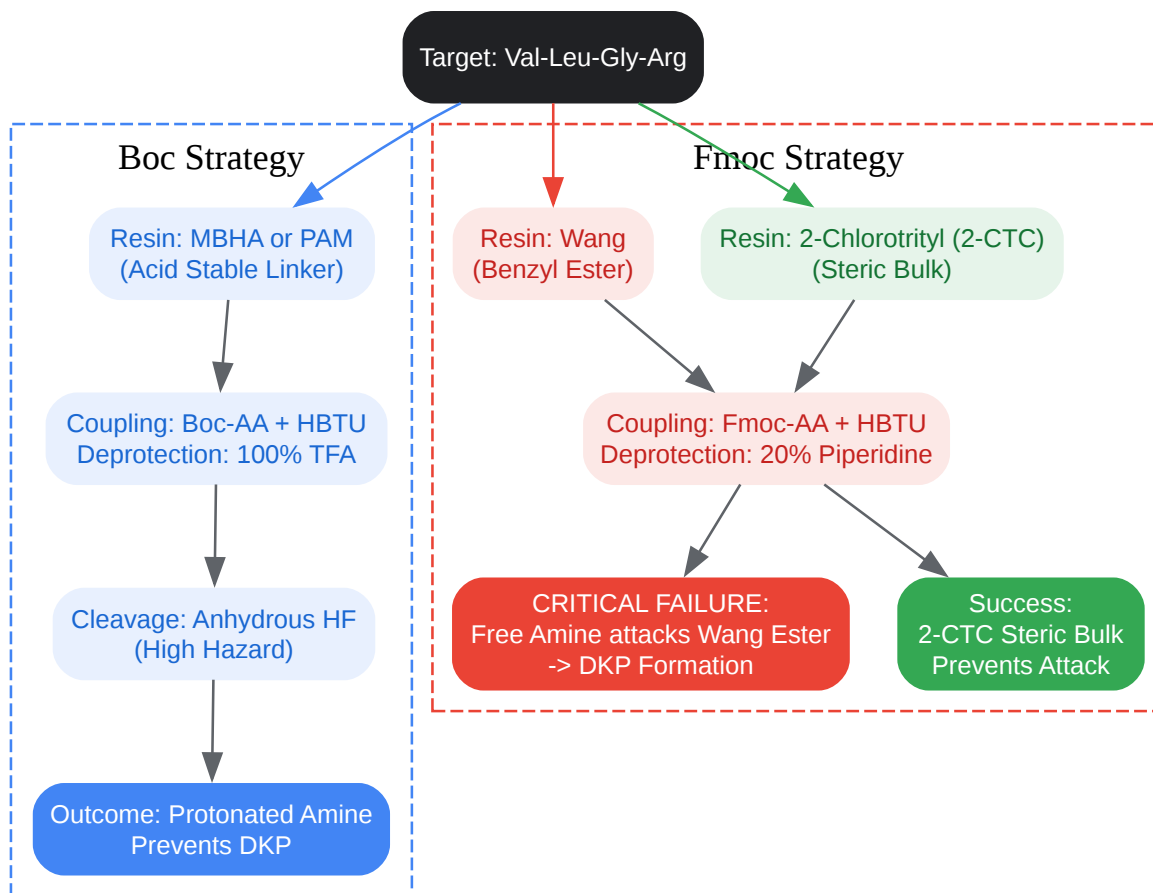 Target: Val-Leu-Gly-Arg
Boc Strategy
Fmoc Strategy
Resin: MBHA or PAM
(Acid Stable Linker)
Resin: Wang
(Benzyl Ester)
Resin: 2-Chlorotrityl (2-CTC)
(Steric Bulk)
Coupling: Boc-AA + HBTU
Deprotection: 100% TFA
Coupling: Fmoc-AA + HBTU
Deprotection: 20% Piperidine
Cleavage: Anhydrous HF
(High Hazard)
CRITICAL FAILURE:
Free Amine attacks Wang Ester
-> DKP Formation
Success:
2-CTC Steric Bulk
Prevents Attack
Outcome: Protonated Amine
Prevents DKP